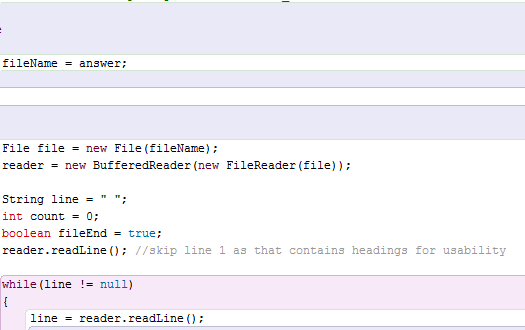 fileName = answer;
File file = new File(fileName);
reader = new BufferedReader(new FileReader(file));
String line = " ";
int count = 0;
boolean fileEnd = true;
reader.readLine(); //skip line 1 as that contains headings for usability
while(line != null)
{
line = reader.readLine();